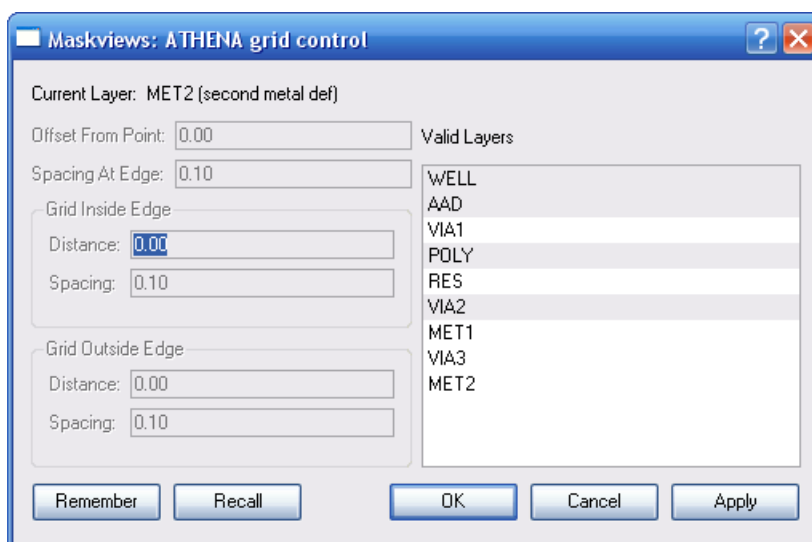 Maskviews: ATHENA grid control
Current Layer: MET2 (second metal def)
Offset From Point: 0.00
Spacing At Edge: 0.10
Grid Inside Edge
Distance: 0.00
Spacing: 0.10
Grid Outside Edge
Distance: 0.00
Spacing: 0.10
Valid Layers
WELL
AAD
VIA1
POLY
RES
VIA2
MET1
VIA3
MET2
Remember Recall OK Cancel Apply